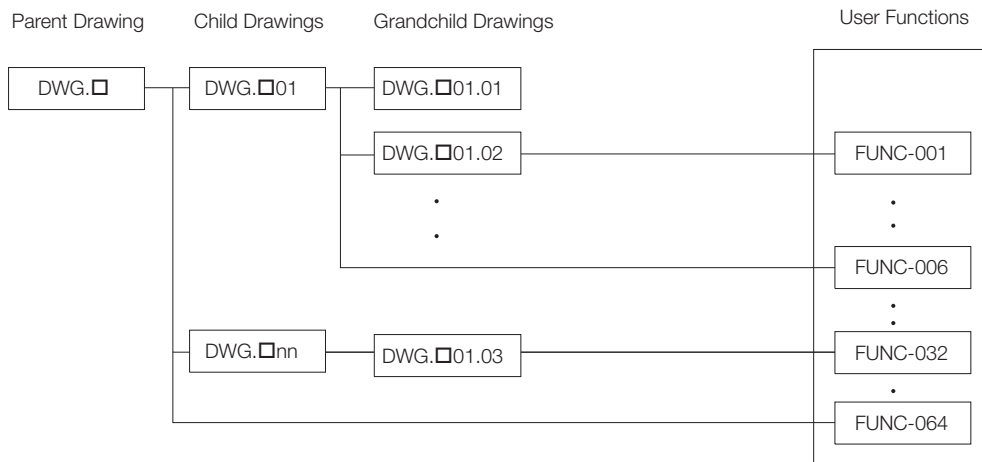 Parent Drawing Child Drawings Grandchild Drawings User Functions
DWG.□ DWG.□01 DWG.□01.01
DWG.□01.02 FUNC-001
FUNC-006
DWG.□nn DWG.□01.03 FUNC-032
FUNC-064